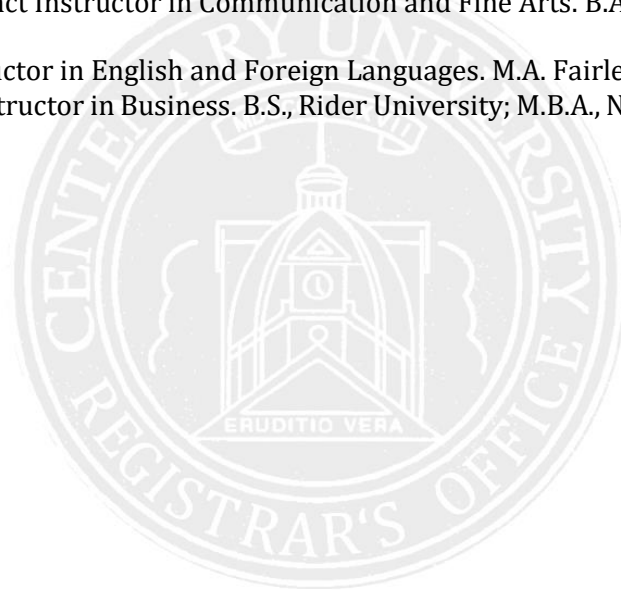 ct Instructor in Communication and Fine Arts. B.A
ctor in English and Foreign Languages. M.A. Fairle
tructor in Business. B.S., Rider University; M.B.A., N
CENTENARY UNIVERSITY
ERUDITIO VERA
REGISTRAR'S OFFICE